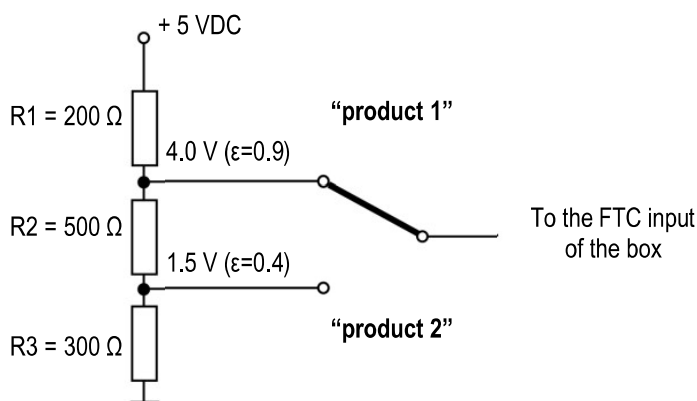 + 5 VDC
R1 = 200 Ω
“product 1”
4.0 V (ε=0.9)
R2 = 500 Ω
To the FTC input
of the box
1.5 V (ε=0.4)
“product 2”
R3 = 300 Ω